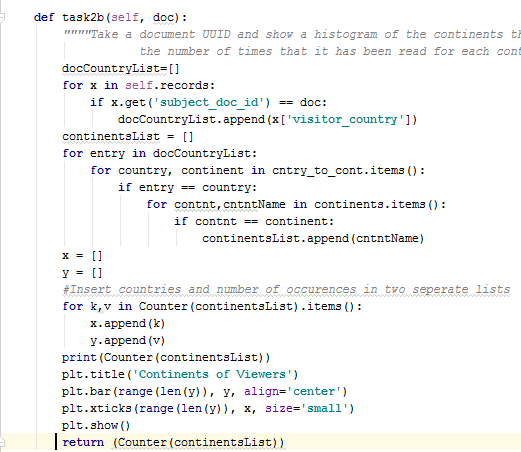 def task2b(self, doc):
    """"Take a document UUID and show a histogram of the continents
            the number of times that it has been read for each
    docCountryList=[]
    for x in self.records:
        if x.get('subject_doc_id') == doc:
            docCountryList.append(x['visitor_country'])
    continentsList = []
    for entry in docCountryList:
        for country, continent in cntry_to_cont.items():
            if entry == country:
                for contnt,cntntName in continents.items():
                    if contnt == continent:
                        continentsList.append(cntntName)
    x = []
    y = []
    #Insert countries and number of occurences in two seperate lists
    for k,v in Counter(continentsList).items():
        x.append(k)
        y.append(v)
    print(Counter(continentsList))
    plt.title('Continents of Viewers')
    plt.bar(range(len(y)), y, align='center')
    plt.xticks(range(len(y)), x, size='small')
    plt.show()
    return (Counter(continentsList))